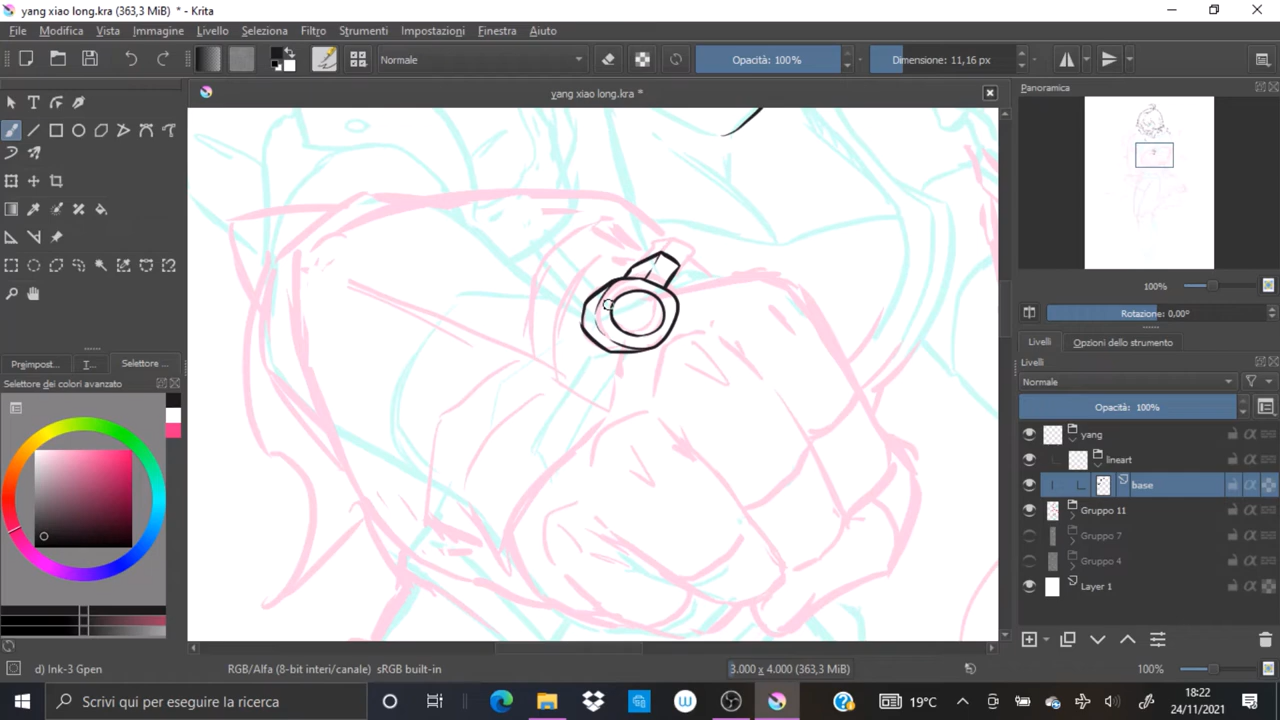 yang xiao long.kra (363,3 MiB) * - Krita
File Modifica Vista Immagine Livello Seleziona Filtro Strumenti Impostazioni Finestra Aiuto
Normale Opacità: 100% Dimensione: 11,16 px
yang xiao long.kra *
Panoramica
100%
Rotazione: 0,00°
Livelli Opzioni dello strumento
Livelli
Normale
Opacità: 100%
yang
lineart
base
Gruppo 11
Gruppo 7
Gruppo 4
Layer 1
Preimpost... T... Selettore ...
Selettore dei colori avanzato
d) Ink-3 Gpen RGB/Alfa (8-bit interi/canale) sRGB built-in 3.000 x 4.000 (363,3 MiB) 100%
Scrivi qui per eseguire la ricerca 19°C 18:22
24/11/2021